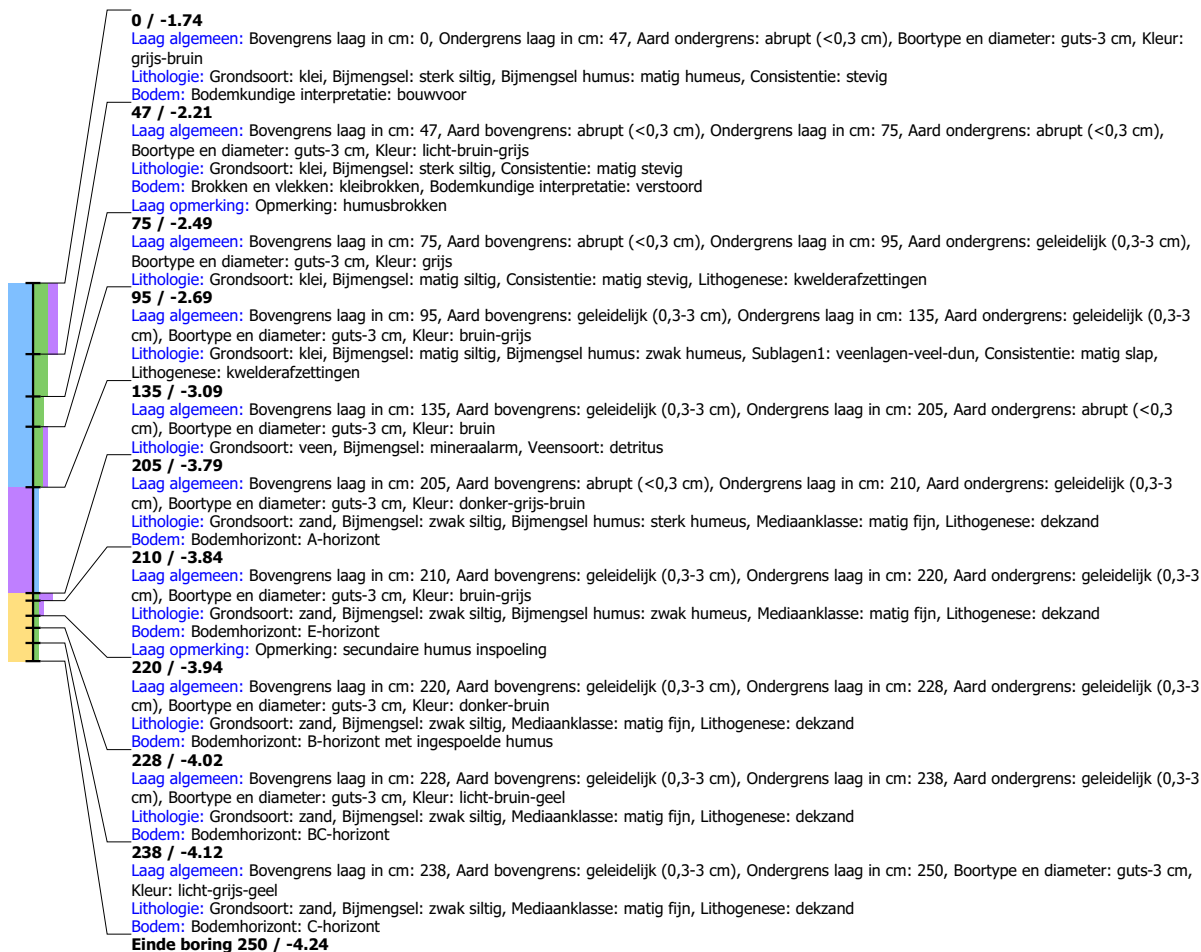 0 / -1.74
Laag algemeen: Bovengrens laag in cm: 0, Ondergrens laag in cm: 47, Aard ondergrens: abrupt (<0,3 cm), Boortype en diameter: guts-3 cm, Kleur:
grijs-bruin
Lithologie: Grondsoort: klei, Bijmengsel: sterk siltig, Bijmengsel humus: matig humeus, Consistentie: stevig
Bodem: Bodemkundige interpretatie: bouwvoor
47 / -2.21
Laag algemeen: Bovengrens laag in cm: 47, Aard bovengrens: abrupt (<0,3 cm), Ondergrens laag in cm: 75, Aard ondergrens: abrupt (<0,3 cm),
Boortype en diameter: guts-3 cm, Kleur: licht-bruin-grijs
Lithologie: Grondsoort: klei, Bijmengsel: sterk siltig, Consistentie: matig stevig
Bodem: Brokken en vlekken: kleibrokken, Bodemkundige interpretatie: verstoord
Laag opmerking: Opmerking: humusbrokken
75 / -2.49
Laag algemeen: Bovengrens laag in cm: 75, Aard bovengrens: abrupt (<0,3 cm), Ondergrens laag in cm: 95, Aard ondergrens: geleidelijk (0,3-3 cm),
Boortype en diameter: guts-3 cm, Kleur: grijs
Lithologie: Grondsoort: klei, Bijmengsel: matig siltig, Consistentie: matig stevig, Lithogenese: kwelderafzettingen
95 / -2.69
Laag algemeen: Bovengrens laag in cm: 95, Aard bovengrens: geleidelijk (0,3-3 cm), Ondergrens laag in cm: 135, Aard ondergrens: geleidelijk (0,3-3
cm), Boortype en diameter: guts-3 cm, Kleur: bruin-grijs
Lithologie: Grondsoort: klei, Bijmengsel: matig siltig, Bijmengsel humus: zwak humeus, Sublagen1: veenlagen-veel-dun, Consistentie: matig slap,
Lithogenese: kwelderafzettingen
135 / -3.09
Laag algemeen: Bovengrens laag in cm: 135, Aard bovengrens: geleidelijk (0,3-3 cm), Ondergrens laag in cm: 205, Aard ondergrens: abrupt (<0,3
cm), Boortype en diameter: guts-3 cm, Kleur: bruin
Lithologie: Grondsoort: veen, Bijmengsel: mineraalarm, Veensoort: detritus
205 / -3.79
Laag algemeen: Bovengrens laag in cm: 205, Aard bovengrens: abrupt (<0,3 cm), Ondergrens laag in cm: 210, Aard ondergrens: geleidelijk (0,3-3
cm), Boortype en diameter: guts-3 cm, Kleur: donker-grijs-bruin
Lithologie: Grondsoort: zand, Bijmengsel: zwak siltig, Bijmengsel humus: sterk humeus, Mediaanklasse: matig fijn, Lithogenese: dekzand
Bodem: Bodemhorizont: A-horizont
210 / -3.84
Laag algemeen: Bovengrens laag in cm: 210, Aard bovengrens: geleidelijk (0,3-3 cm), Ondergrens laag in cm: 220, Aard ondergrens: geleidelijk (0,3-3
cm), Boortype en diameter: guts-3 cm, Kleur: bruin-grijs
Lithologie: Grondsoort: zand, Bijmengsel: zwak siltig, Bijmengsel humus: zwak humeus, Mediaanklasse: matig fijn, Lithogenese: dekzand
Bodem: Bodemhorizont: E-horizont
Laag opmerking: Opmerking: secundaire humus inspoeling
220 / -3.94
Laag algemeen: Bovengrens laag in cm: 220, Aard bovengrens: geleidelijk (0,3-3 cm), Ondergrens laag in cm: 228, Aard ondergrens: geleidelijk (0,3-3
cm), Boortype en diameter: guts-3 cm, Kleur: donker-bruin
Lithologie: Grondsoort: zand, Bijmengsel: zwak siltig, Mediaanklasse: matig fijn, Lithogenese: dekzand
Bodem: Bodemhorizont: B-horizont met ingespoelde humus
228 / -4.02
Laag algemeen: Bovengrens laag in cm: 228, Aard bovengrens: geleidelijk (0,3-3 cm), Ondergrens laag in cm: 238, Aard ondergrens: geleidelijk (0,3-3
cm), Boortype en diameter: guts-3 cm, Kleur: licht-bruin-geel
Lithologie: Grondsoort: zand, Bijmengsel: zwak siltig, Mediaanklasse: matig fijn, Lithogenese: dekzand
Bodem: Bodemhorizont: BC-horizont
238 / -4.12
Laag algemeen: Bovengrens laag in cm: 238, Aard bovengrens: geleidelijk (0,3-3 cm), Ondergrens laag in cm: 250, Boortype en diameter: guts-3 cm,
Kleur: licht-grijs-geel
Lithologie: Grondsoort: zand, Bijmengsel: zwak siltig, Mediaanklasse: matig fijn, Lithogenese: dekzand
Bodem: Bodemhorizont: C-horizont
Einde boring 250 / -4.24